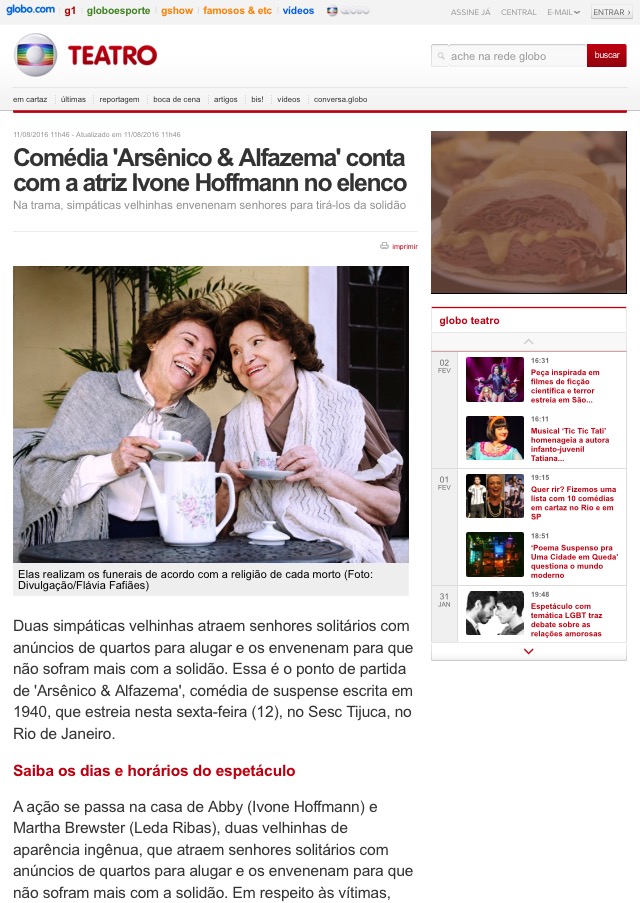 globo.com g1 globoesporte gshow famosos & etc vídeos
ASSINE JÁ CENTRAL E-MAIL ENTRAR ›
TEATRO
ache na rede globo
buscar
em cartaz últimas reportagem boca de cena artigos bis! vídeos conversa.globo
11/08/2016 11h46 - Atualizado em 11/08/2016 11h46
Comédia 'Arsênico & Alfazema' conta
com a atriz Ivone Hoffmann no elenco
Na trama, simpáticas velhinhas envenenam senhores para tirá-los da solidão
imprimir
Elas realizam os funerais de acordo com a religião de cada morto (Foto:
Divulgação/Flávia Fafiães)
Duas simpáticas velhinhas atraem senhores solitários com
anúncios de quartos para alugar e os envenenam para que
não sofram mais com a solidão. Essa é o ponto de partida
de 'Arsênico & Alfazema', comédia de suspense escrita em
1940, que estreia nesta sexta-feira (12), no Sesc Tijuca, no
Rio de Janeiro.
Saiba os dias e horários do espetáculo
A ação se passa na casa de Abby (Ivone Hoffmann) e
Martha Brewster (Leda Ribas), duas velhinhas de
aparência ingênua, que atraem senhores solitários com
anúncios de quartos para alugar e os envenenam para que
não sofram mais com a solidão. Em respeito às vítimas,
globo teatro
02
FEV
16:31
Peça inspirada em
filmes de ficção
científica e terror
estreia em São...
16:11
Musical 'Tic Tic Tati'
homenageia a autora
infanto-juvenil
Tatiana...
01
FEV
19:15
Quer rir? Fizemos uma
lista com 10 comédias
em cartaz no Rio e em
SP
18:51
'Poema Suspenso pra
Uma Cidade em Queda'
questiona o mundo
moderno
31
JAN
19:48
Espetáculo com
temática LGBT traz
debate sobre as
relações amorosas